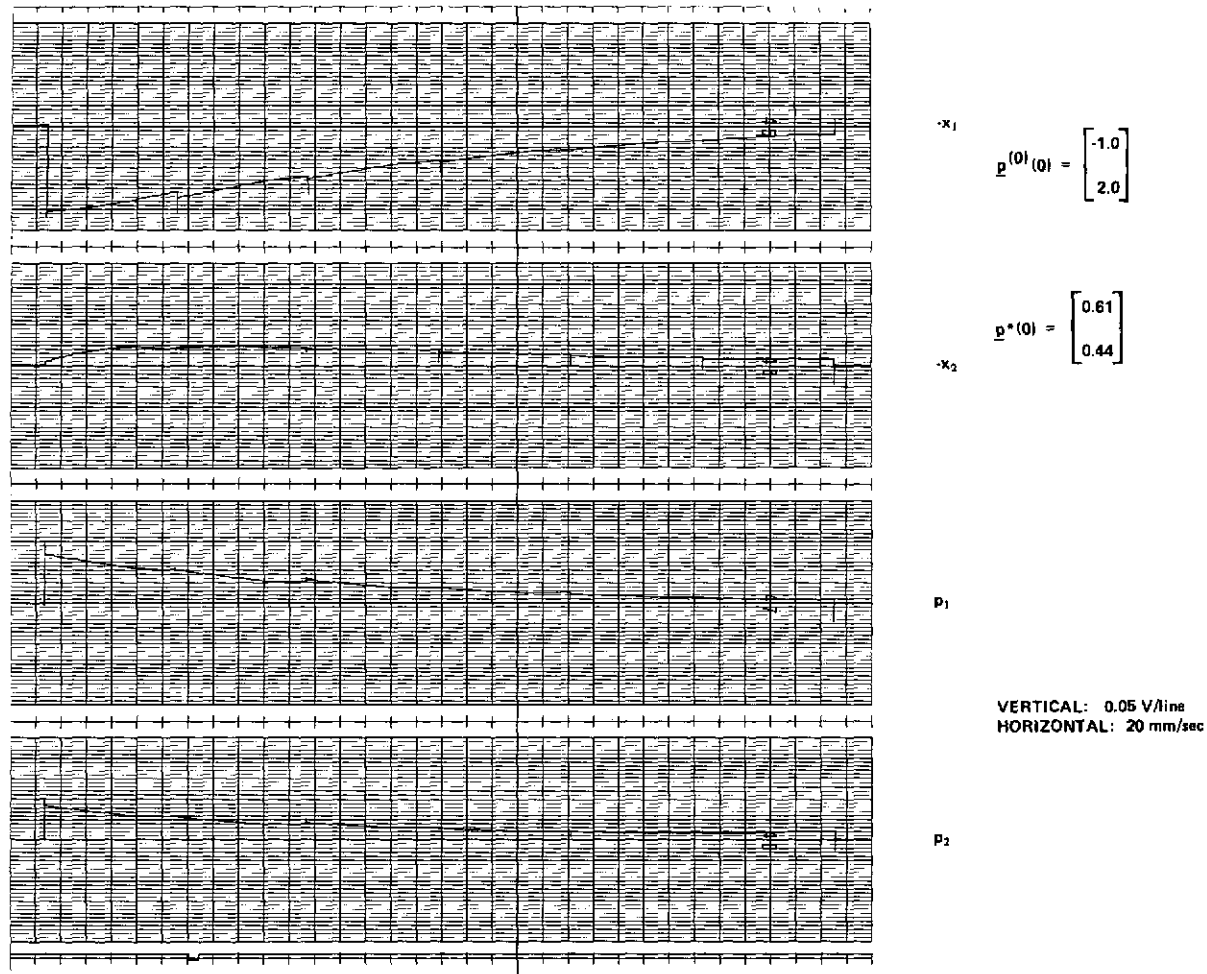 -x₁
p⁽⁰⁾(0) = [-1.0
2.0]
p*(0) = [0.61
0.44]
-x₂
p₁
VERTICAL: 0.05 V/line
HORIZONTAL: 20 mm/sec
p₂